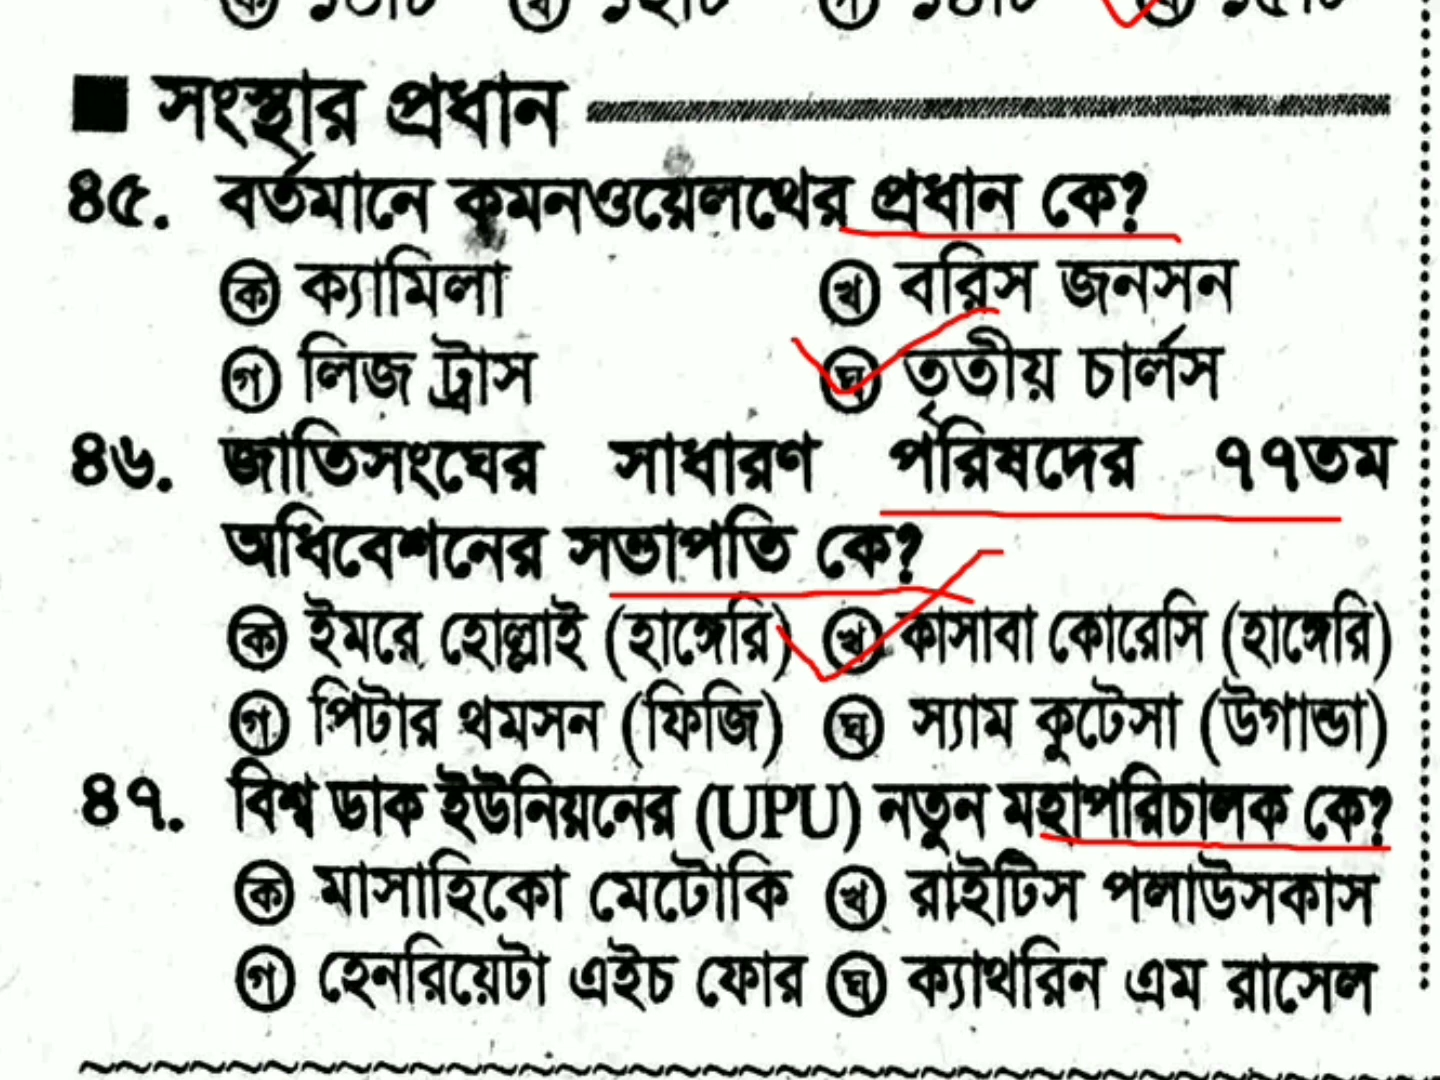 ■ সংস্থার প্রধান
৪৫. বর্তমানে কমনওয়েলথের প্রধান কে?
ক ক্যামিলা খ বরিস জনসন
গ লিজ ট্রাস ঘ তৃতীয় চার্লস
৪৬. জাতিসংঘের সাধারণ পরিষদের ৭৭তম
অধিবেশনের সভাপতি কে?
ক ইমরে হোল্লাই (হাঙ্গেরি) খ কাসাবা কোরেসি (হাঙ্গেরি)
গ পিটার থমসন (ফিজি) ঘ স্যাম কুটেসা (উগান্ডা)
৪৭. বিশ্ব ডাক ইউনিয়নের (UPU) নতুন মহাপরিচালক কে?
ক মাসাহিকো মেটোকি খ রাইটিস পলাউসকাস
গ হেনরিয়েটা এইচ ফোর ঘ ক্যাথরিন এম রাসেল